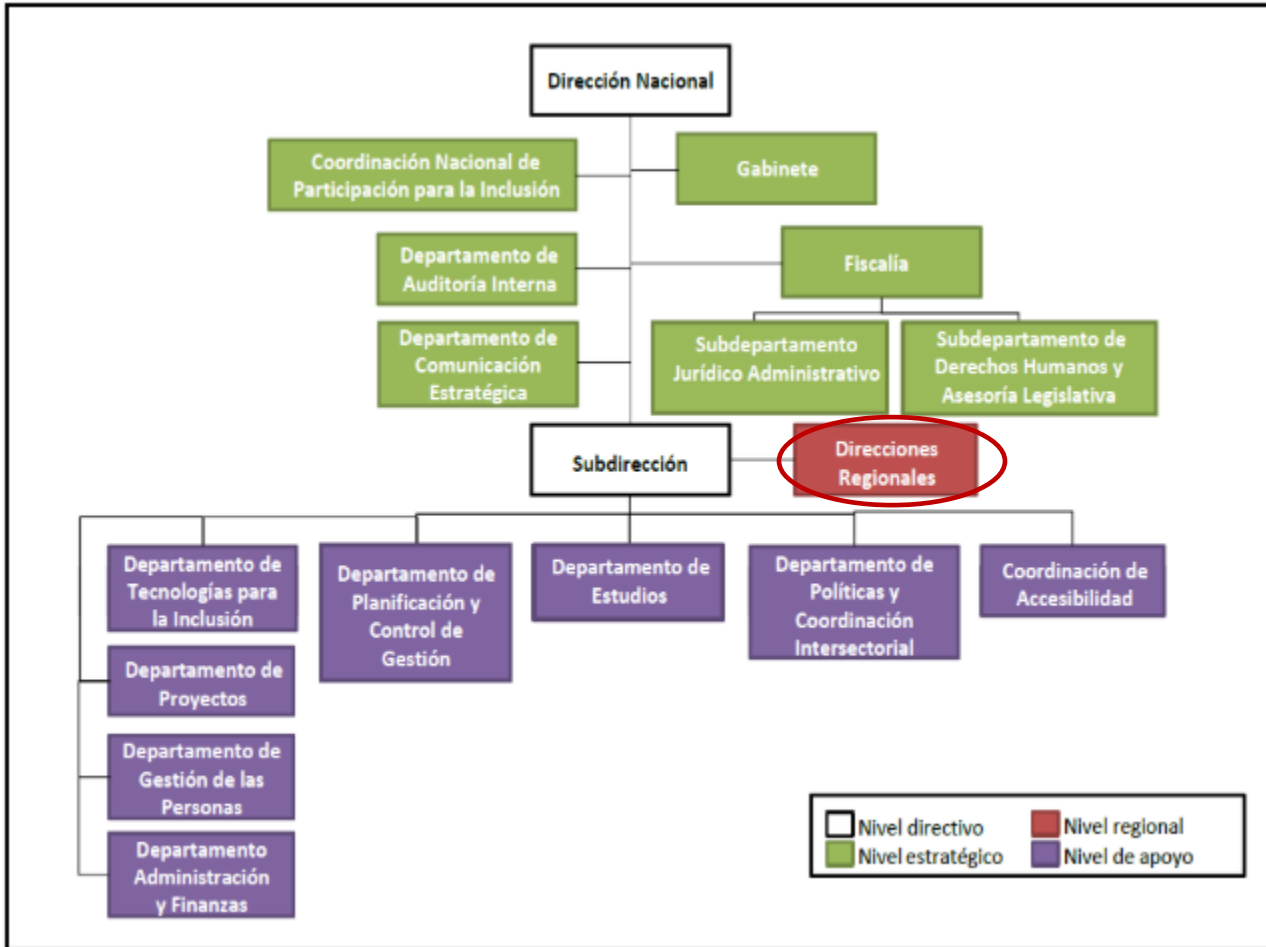 Dirección Nacional
Coordinación Nacional de
Participación para la Inclusión
Gabinete
Departamento de
Auditoría Interna
Fiscalía
Departamento de
Comunicación
Estratégica
Subdepartamento
Jurídico Administrativo
Subdepartamento de
Derechos Humanos y
Asesoría Legislativa
Subdirección
Direcciones
Regionales
Departamento de
Tecnologías para
la Inclusión
Departamento de
Planificación y
Control de
Gestión
Departamento de
Estudios
Departamento de
Políticas y
Coordinación
Intersectorial
Coordinación de
Accesibilidad
Departamento de
Proyectos
Departamento de
Gestión de las
Personas
Departamento
Administración
y Finanzas
Nivel directivo
Nivel regional
Nivel estratégico
Nivel de apoyo